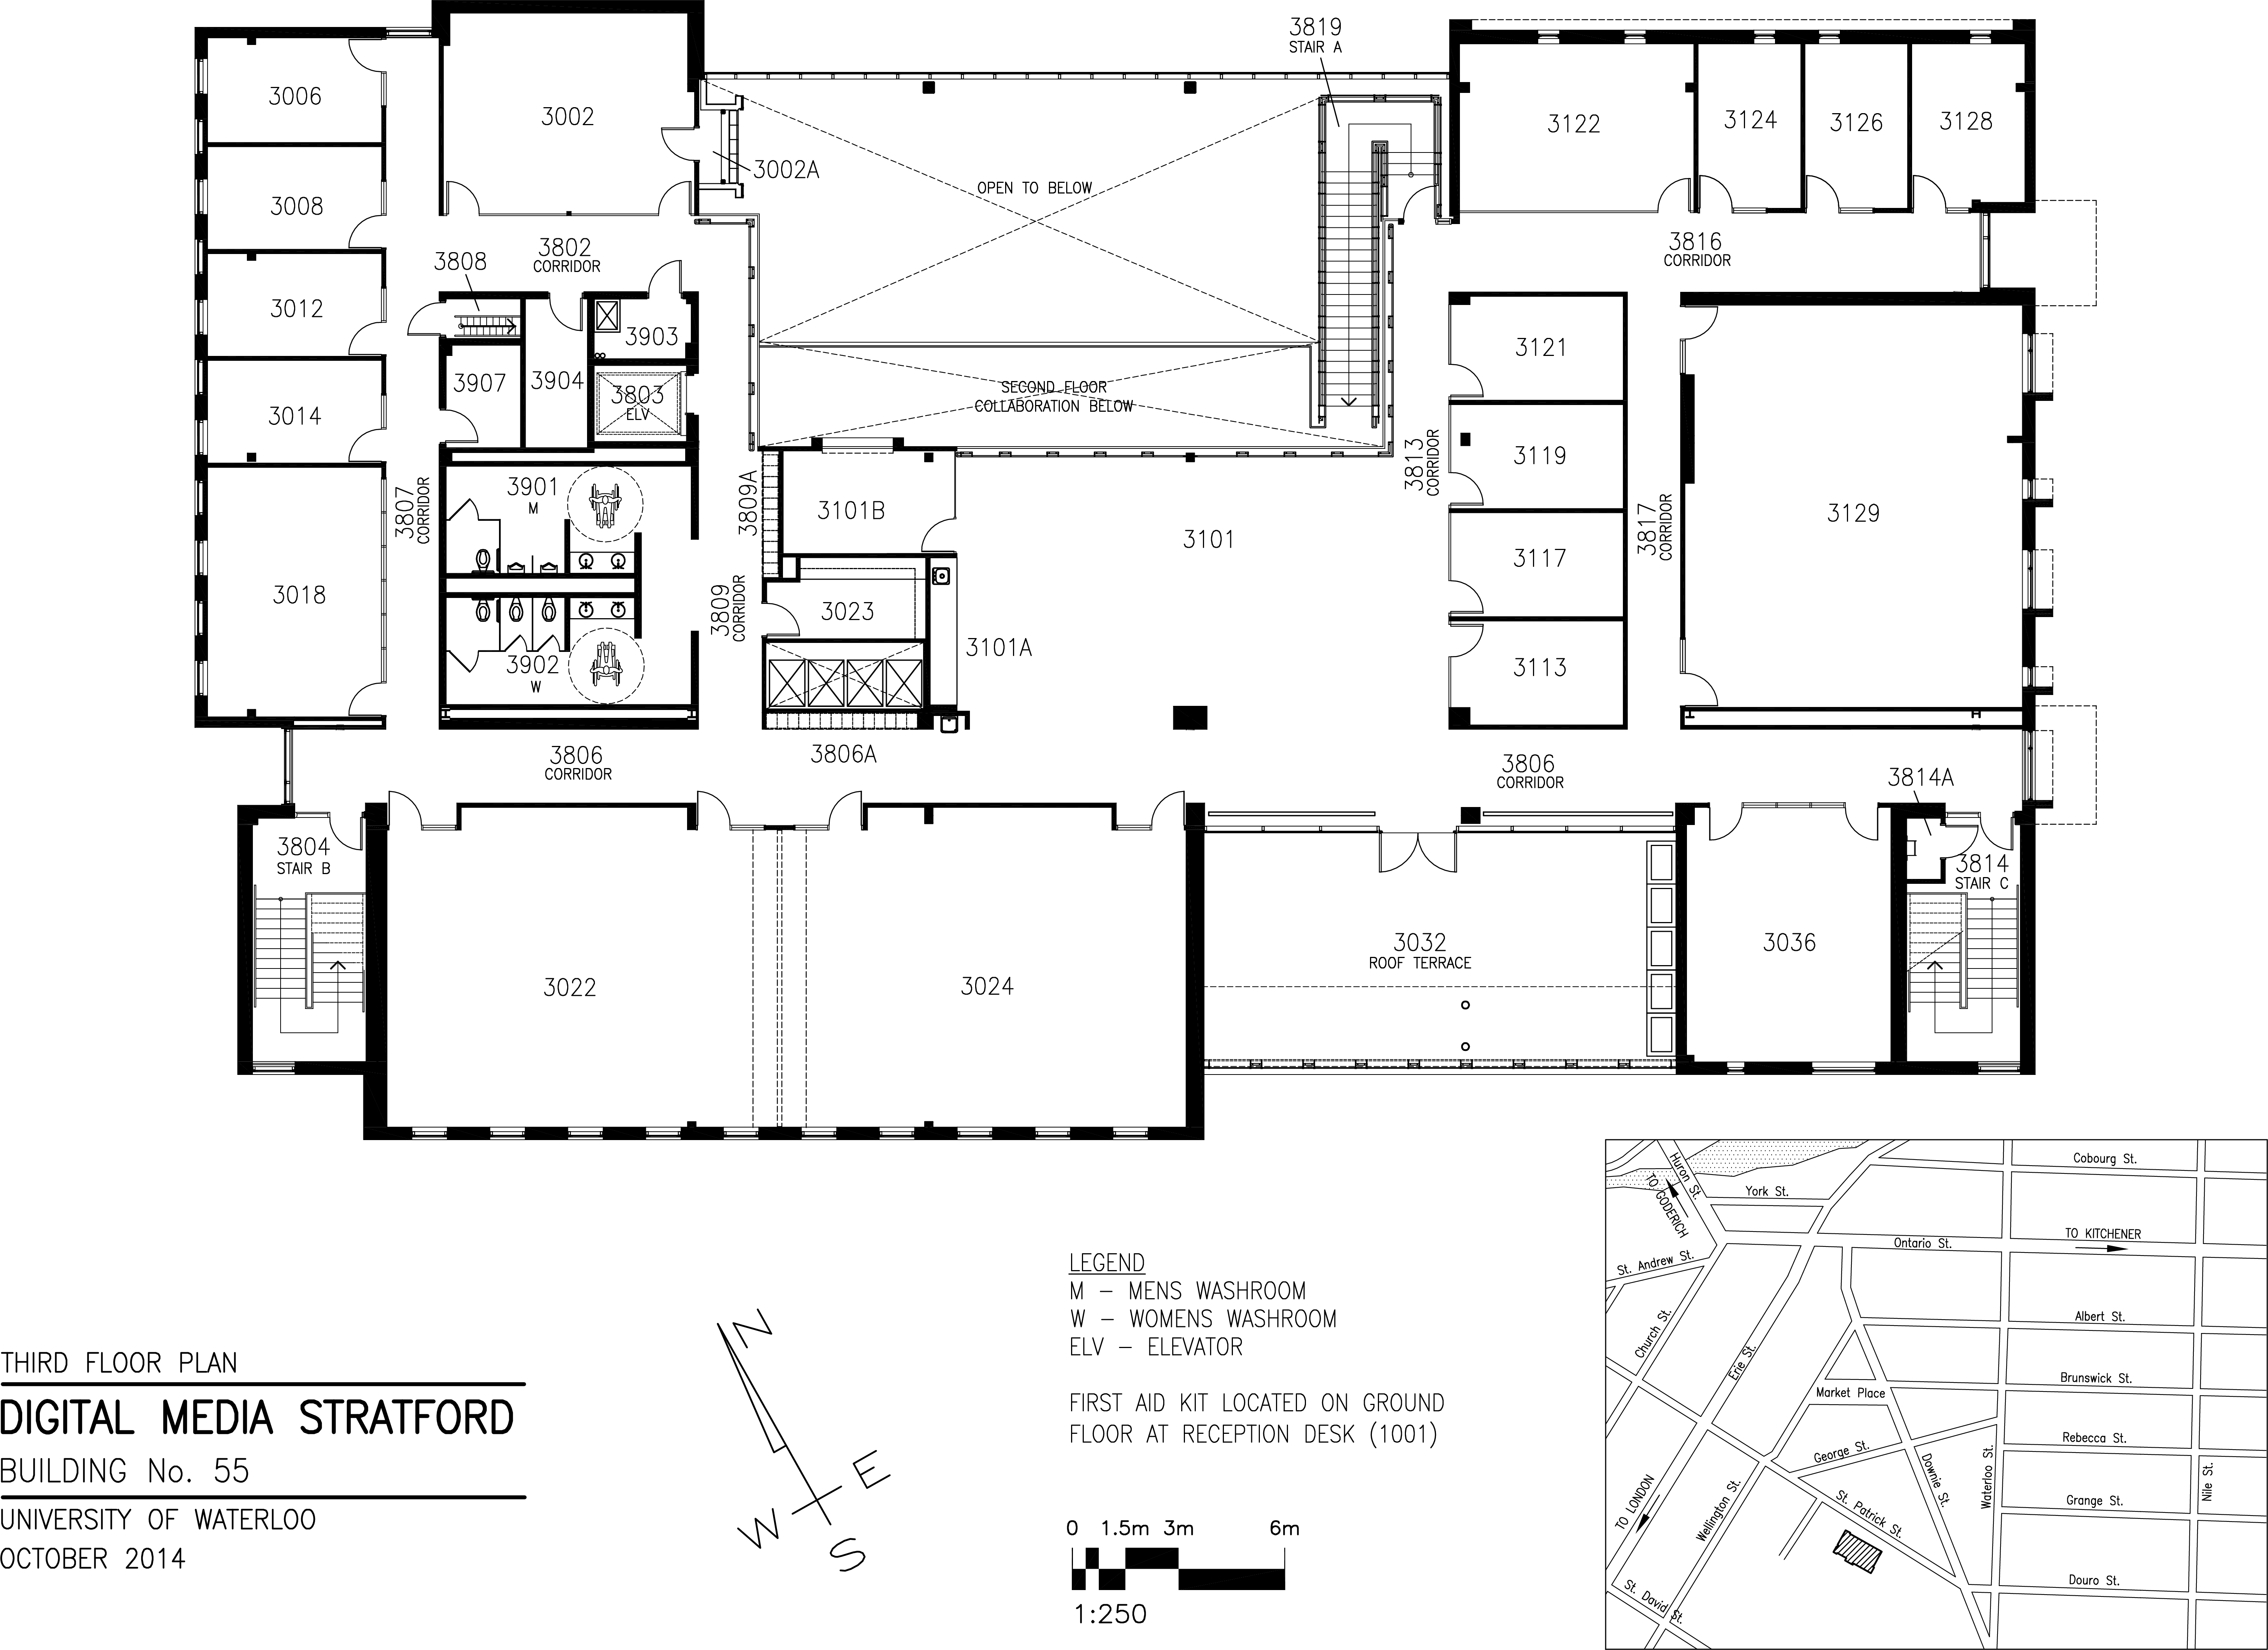 3819
STAIR A
3006
3002
3122
3124
3126
3128
3002A
OPEN TO BELOW
3008
3802
CORRIDOR
3816
CORRIDOR
3808
3012
3903
3121
3907
3904
3803
ELV
SECOND FLOOR
COLLABORATION BELOW
3014
3813
CORRIDOR
3119
3807
CORRIDOR
3901
M
3809A
3101B
3101
3817
CORRIDOR
3129
3117
3018
3809
CORRIDOR
3023
3101A
3902
W
3113
3806
CORRIDOR
3806A
3806
CORRIDOR
3814A
3804
STAIR B
3814
STAIR C
3022
3024
3032
ROOF TERRACE
3036
THIRD FLOOR PLAN
DIGITAL MEDIA STRATFORD
BUILDING No. 55
UNIVERSITY OF WATERLOO
OCTOBER 2014
N
E
W
S
LEGEND
M – MENS WASHROOM
W – WOMENS WASHROOM
ELV – ELEVATOR
FIRST AID KIT LOCATED ON GROUND
FLOOR AT RECEPTION DESK (1001)
0 1.5m 3m 6m
1:250
Cobourg St.
Huron St.
TO GODERICH
York St.
TO KITCHENER
Ontario St.
St. Andrew St.
Church St.
Erie St.
Albert St.
Brunswick St.
Market Place
Rebecca St.
George St.
Downie St.
Waterloo St.
Nile St.
TO LONDON
Wellington St.
St. Patrick St.
Grange St.
St. David St.
Douro St.